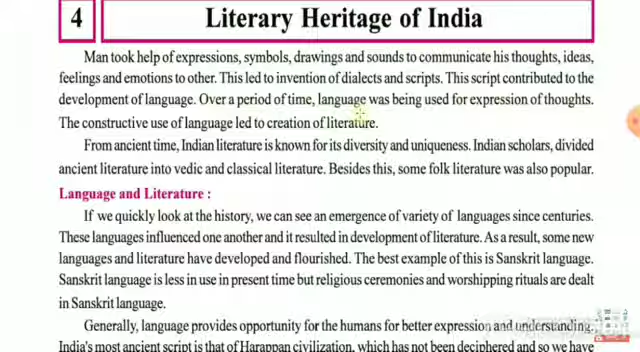 4 Literary Heritage of India
Man took help of expressions, symbols, drawings and sounds to communicate his thoughts, ideas,
feelings and emotions to other. This led to invention of dialects and scripts. This script contributed to the
development of language. Over a period of time, language was being used for expression of thoughts.
The constructive use of language led to creation of literature.
From ancient time, Indian literature is known for its diversity and uniqueness. Indian scholars, divided
ancient literature into vedic and classical literature. Besides this, some folk literature was also popular.
Language and Literature :
If we quickly look at the history, we can see an emergence of variety of languages since centuries.
These languages influenced one another and it resulted in development of literature. As a result, some new
languages and literature have developed and flourished. The best example of this is Sanskrit language.
Sanskrit language is less in use in present time but religious ceremonies and worshipping rituals are dealt
in Sanskrit language.
Generally, language provides opportunity for the humans for better expression and understanding.
India's most ancient script is that of Harappan civilization, which has not been deciphered and so we have